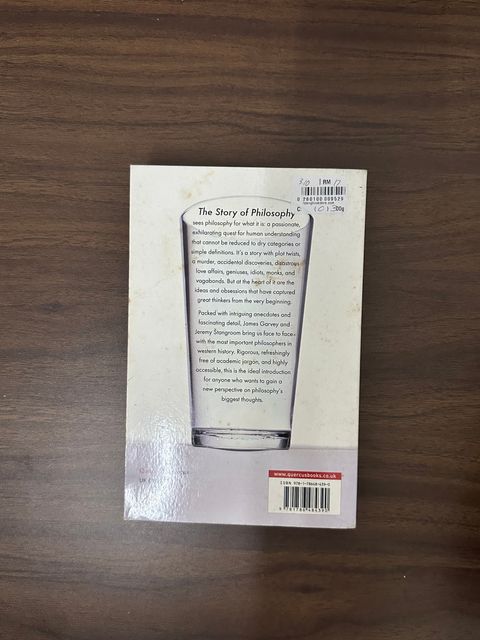 1 RM
The Story of Philosophy
sees philosophy for what it is: a passionate,
exhilarating quest for human understanding
that cannot be reduced to dry categories or
simple definitions. It's a story with plot twists,
a murder, accidental discoveries, disastrous
love affairs, geniuses, idiots, monks, and
vagabonds. But at the heart of it are the
ideas and obsessions that have captured
great thinkers from the very beginning.
Packed with intriguing anecdotes and
fascinating detail, James Garvey and
Jeremy Stangroom bring us face to face
with the most important philosophers in
western history. Rigorous, refreshingly
free of academic jargon, and highly
accessible, this is the ideal introduction
for anyone who wants to gain a
new perspective on philosophy's
biggest thoughts.
www.quercusbooks.co.uk